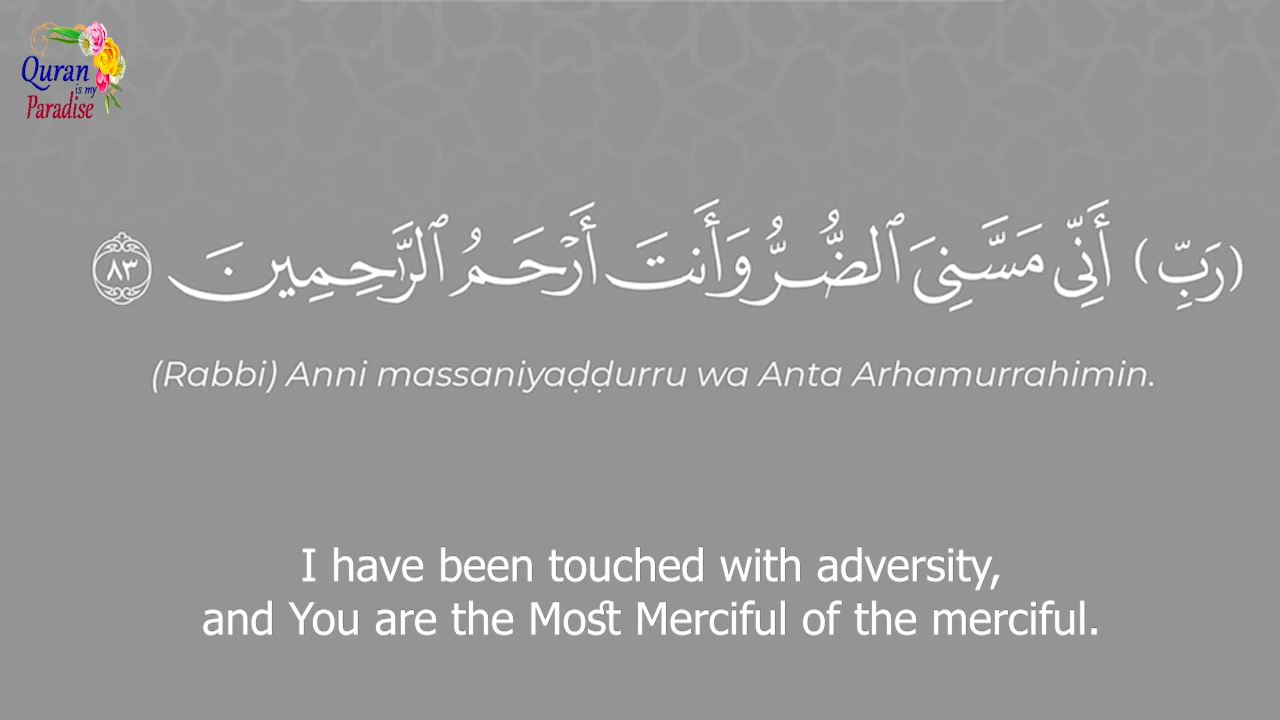 Quran
is my
Paradise
(رَبِّ) أَنِّى مَسَّنِىَ ٱلضُّرُّ وَأَنتَ أَرْحَمُ ٱلرَّٰحِمِينَ ٨٣
(Rabbi) Anni massaniyaḍḍurru wa Anta Arhamurrahimin.
I have been touched with adversity,
and You are the Most Merciful of the merciful.